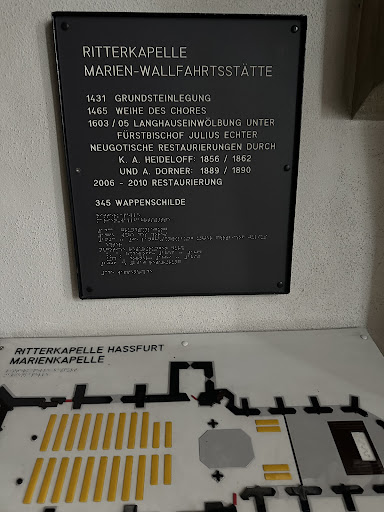 RITTERKAPELLE
MARIEN-WALLFAHRTSSTÄTTE
1431 GRUNDSTEINLEGUNG
1465 WEIHE DES CHORES
1603/05 LANGHAUSEINWÖLBUNG UNTER
FÜRSTBISCHOF JULIUS ECHTER
NEUGOTISCHE RESTAURIERUNGEN DURCH
K. A. HEIDELOFF: 1856 / 1862
UND A. DORNER: 1889 / 1890
2006 - 2010 RESTAURIERUNG
345 WAPPENSCHILDE
RITTERKAPELLE HASSFURT
MARIENKAPELLE